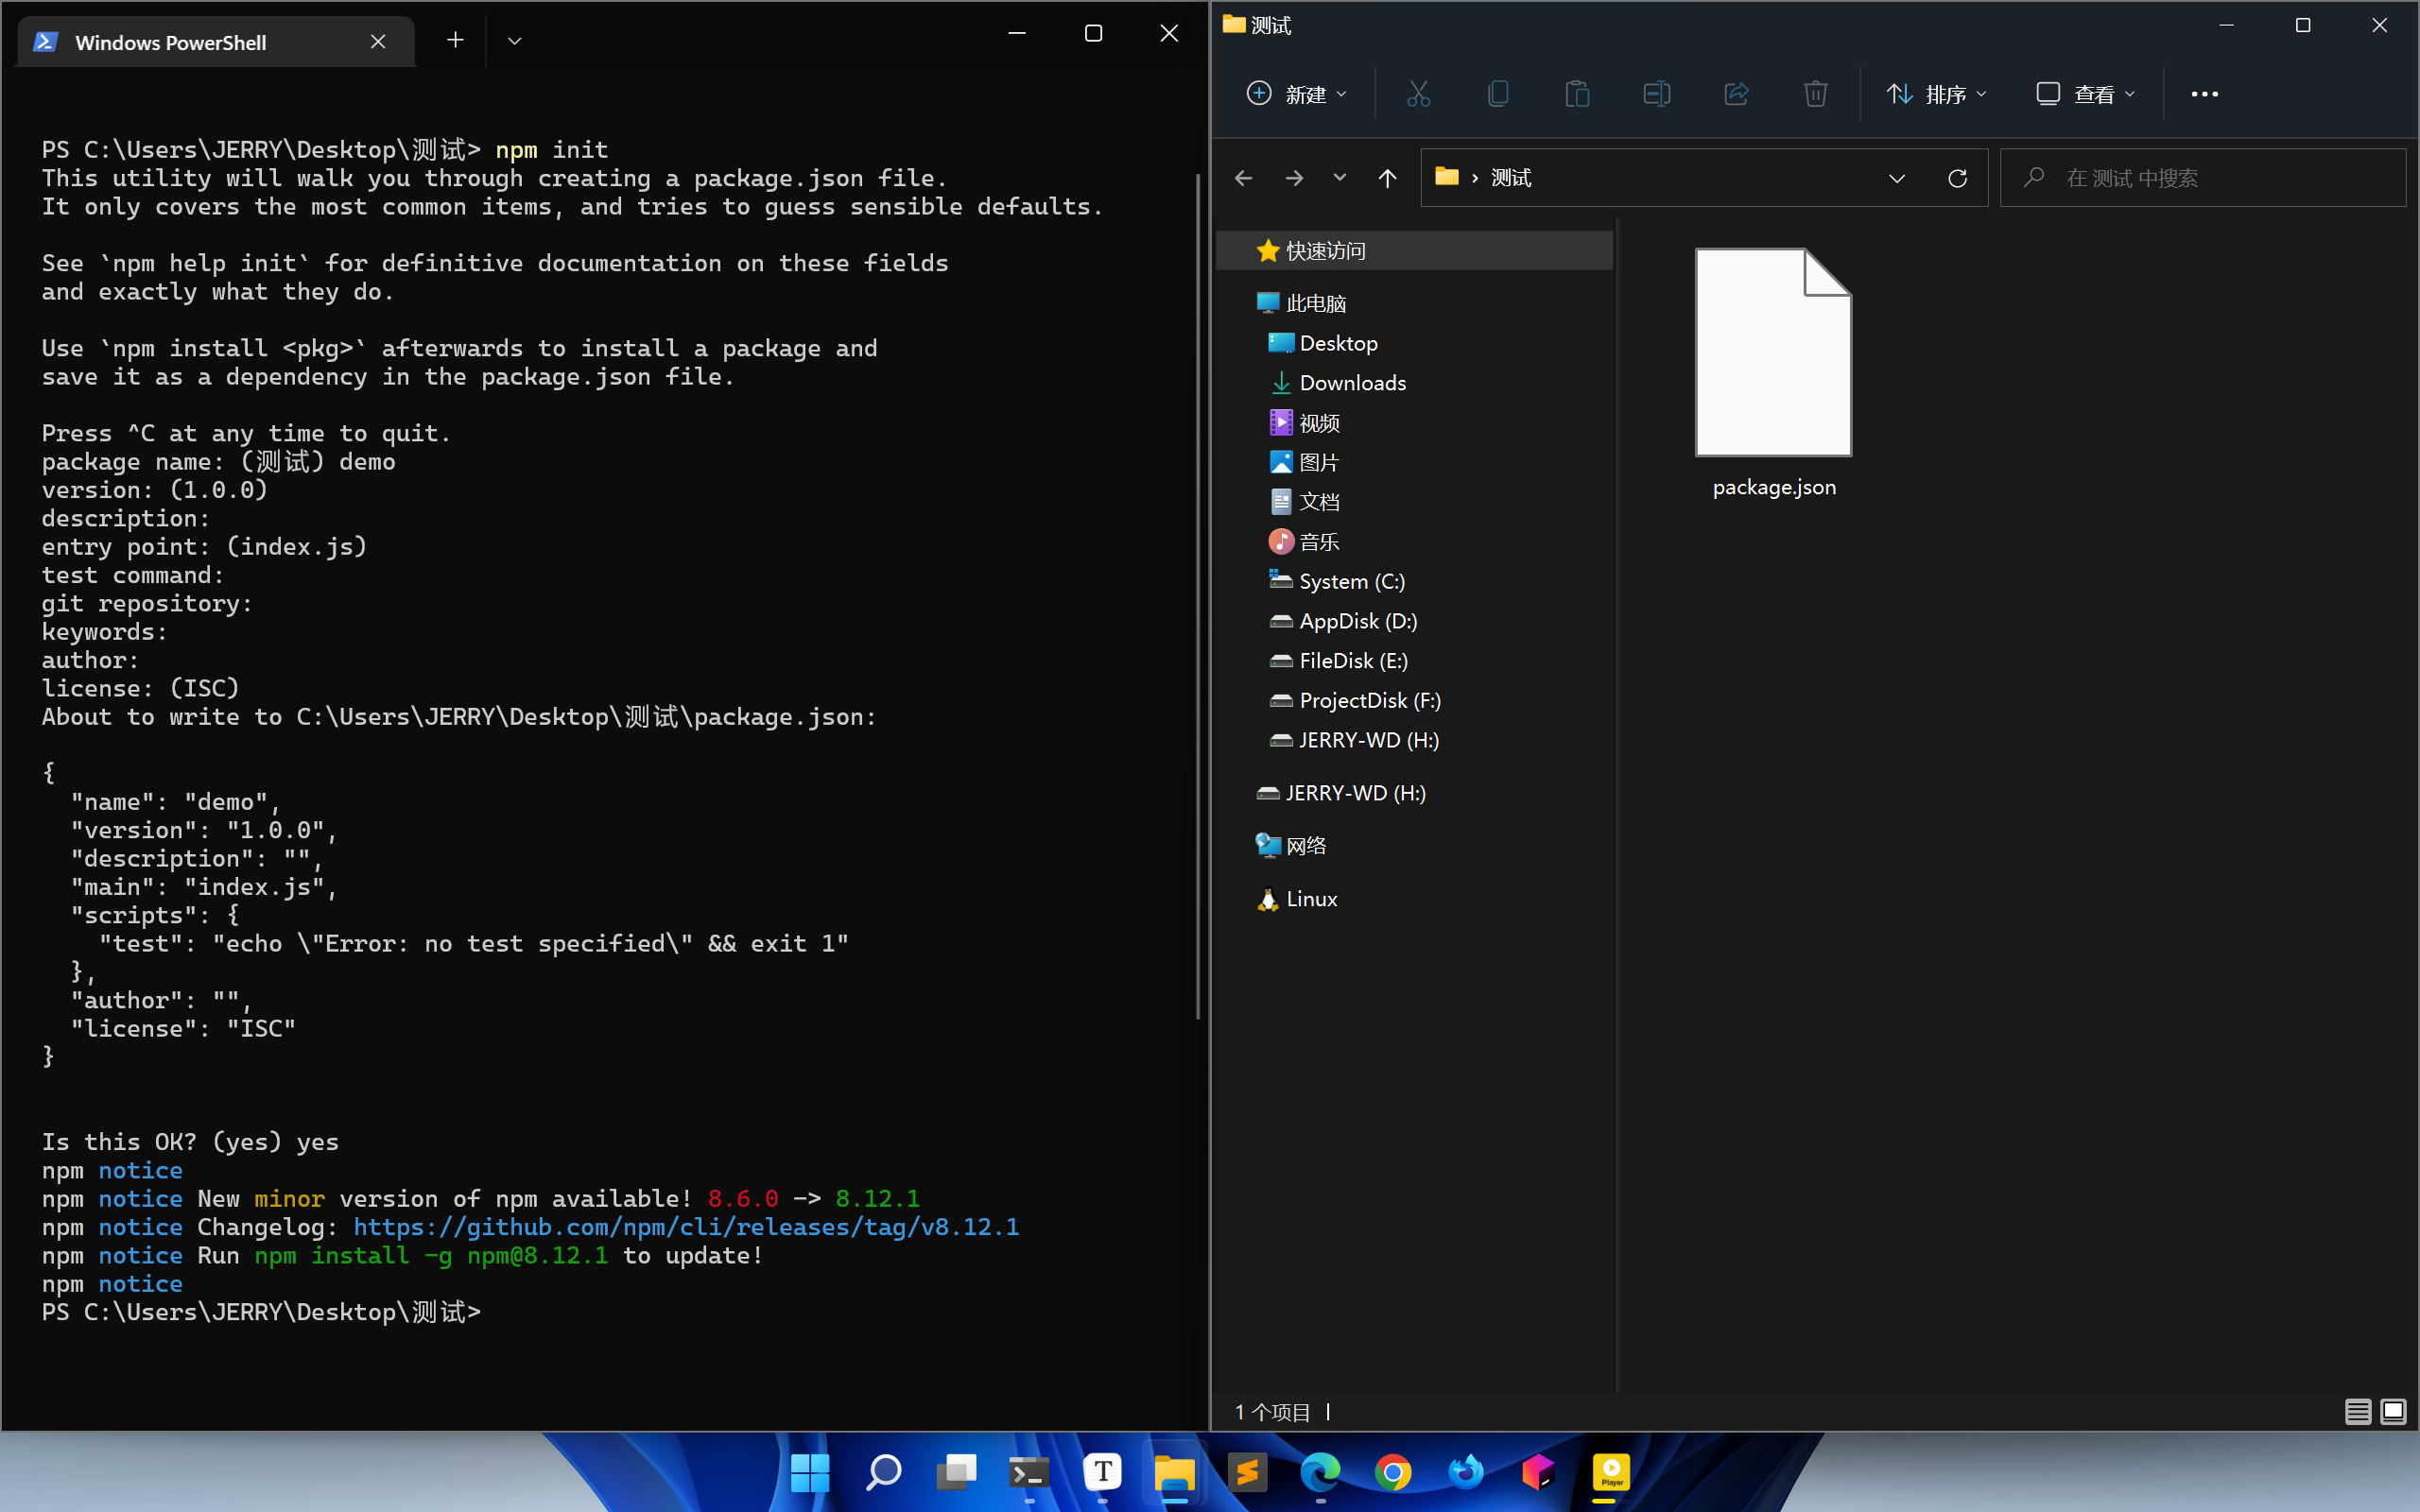 Windows PowerShell
PS C:\Users\JERRY\Desktop\测试> npm init
This utility will walk you through creating a package.json file.
It only covers the most common items, and tries to guess sensible defaults.
See `npm help init` for definitive documentation on these fields
and exactly what they do.
Use `npm install <pkg>` afterwards to install a package and
save it as a dependency in the package.json file.
Press ^C at any time to quit.
package name: (测试) demo
version: (1.0.0)
description:
entry point: (index.js)
test command:
git repository:
keywords:
author:
license: (ISC)
About to write to C:\Users\JERRY\Desktop\测试\package.json:
{
  "name": "demo",
  "version": "1.0.0",
  "description": "",
  "main": "index.js",
  "scripts": {
    "test": "echo \"Error: no test specified\" && exit 1"
  },
  "author": "",
  "license": "ISC"
}
Is this OK? (yes) yes
npm notice
npm notice New minor version of npm available! 8.6.0 -> 8.12.1
npm notice Changelog: https://github.com/npm/cli/releases/tag/v8.12.1
npm notice Run npm install -g npm@8.12.1 to update!
npm notice
PS C:\Users\JERRY\Desktop\测试>
测试
新建 排序 查看
测试 在 测试 中搜索
快速访问
此电脑
Desktop
Downloads
视频
图片
文档
音乐
System (C:)
AppDisk (D:)
FileDisk (E:)
ProjectDisk (F:)
JERRY-WD (H:)
JERRY-WD (H:)
网络
Linux
package.json
1 个项目
T
Player